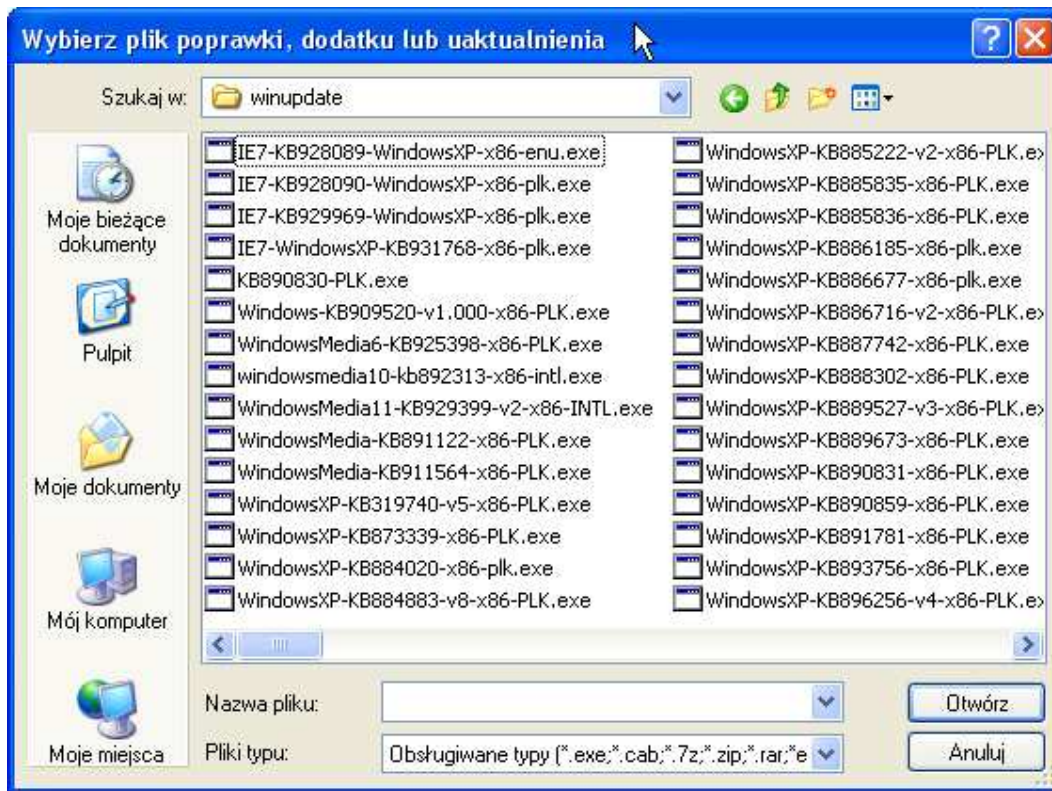 Wybierz plik poprawki, dodatku lub uaktualnienia
Szukaj w:
winupdate
Moje bieżące
dokumenty
Pulpit
Moje dokumenty
Mój komputer
Moje miejsca
IE7-KB928089-WindowsXP-x86-enu.exe
IE7-KB928090-WindowsXP-x86-plk.exe
IE7-KB929969-WindowsXP-x86-plk.exe
IE7-WindowsXP-KB931768-x86-plk.exe
KB890830-PLK.exe
Windows-KB909520-v1.000-x86-PLK.exe
WindowsMedia6-KB925398-x86-PLK.exe
windowsmedia10-kb892313-x86-intl.exe
WindowsMedia11-KB929399-v2-x86-INTL.exe
WindowsMedia-KB891122-x86-PLK.exe
WindowsMedia-KB911564-x86-PLK.exe
WindowsXP-KB319740-v5-x86-PLK.exe
WindowsXP-KB873339-x86-PLK.exe
WindowsXP-KB884020-x86-plk.exe
WindowsXP-KB884883-v8-x86-PLK.exe
WindowsXP-KB885222-v2-x86-PLK.ex
WindowsXP-KB885835-x86-PLK.exe
WindowsXP-KB885836-x86-PLK.exe
WindowsXP-KB886185-x86-plk.exe
WindowsXP-KB886677-x86-plk.exe
WindowsXP-KB886716-v2-x86-PLK.ex
WindowsXP-KB887742-x86-PLK.exe
WindowsXP-KB888302-x86-PLK.exe
WindowsXP-KB889527-v3-x86-PLK.ex
WindowsXP-KB889673-x86-PLK.exe
WindowsXP-KB890831-x86-PLK.exe
WindowsXP-KB890859-x86-PLK.exe
WindowsXP-KB891781-x86-PLK.exe
WindowsXP-KB893756-x86-PLK.exe
WindowsXP-KB896256-v4-x86-PLK.ex
Nazwa pliku:
Otwórz
Pliki typu:
Obsługiwane typy (*.exe;*.cab;*.7z;*.zip;*.rar;*e
Anuluj